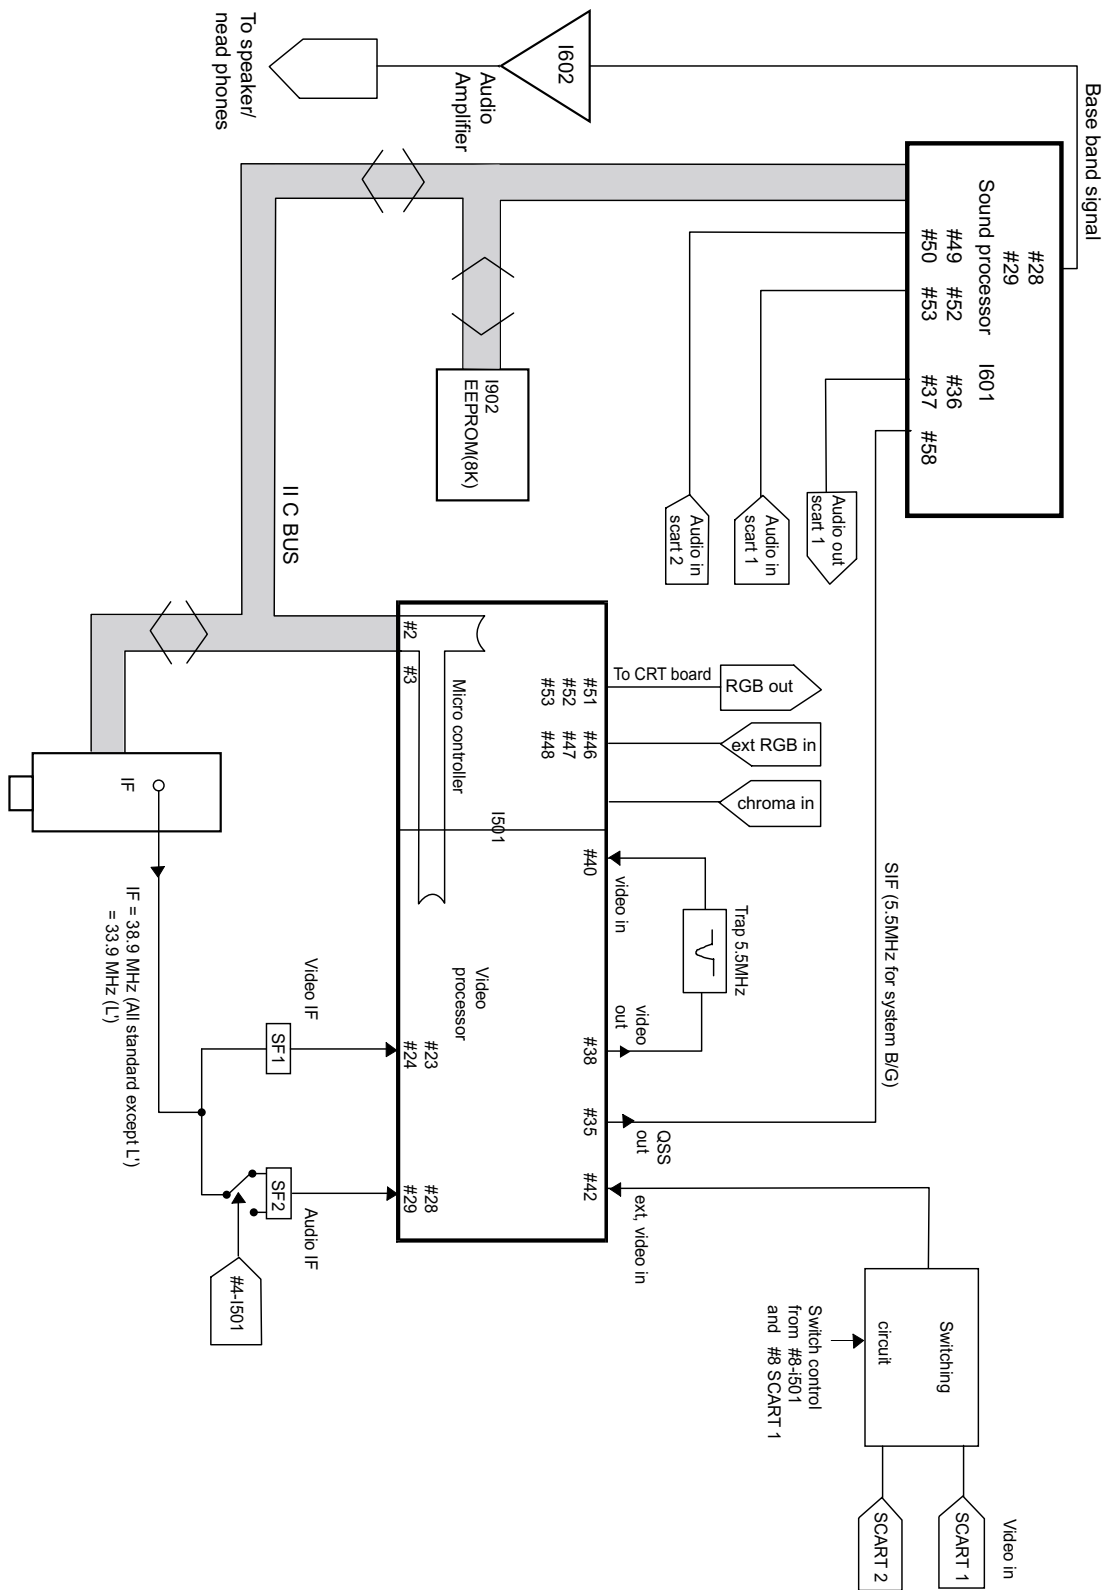 Base band signal
I602
Audio
Amplifier
To speaker/
nead phones
#28
#29
Sound processor
I601
#49
#50
#52
#53
#36
#37
#58
Audio out
scart 1
Audio in
scart 1
Audio in
scart 2
I902
EEPROM(8K)
II C BUS
#2
#3
Micro controller
I501
Video
processor
#51
#52
#53
#46
#47
#48
To CRT board
RGB out
ext RGB in
chroma in
#40
video in
Trap 5.5MHz
#38
video
out
#35
QSS
out
SIF (5.5MHz for system B/G)
#42
ext, video in
#23
#24
#28
#29
IF
IF = 38.9 MHz (All standard except L')
= 33.9 MHz (L')
Video IF
SF1
SF2
Audio IF
#4-I501
Switching
circuit
Switch control
from #8-i501
and #8 SCART 1
Video in
SCART 1
SCART 2